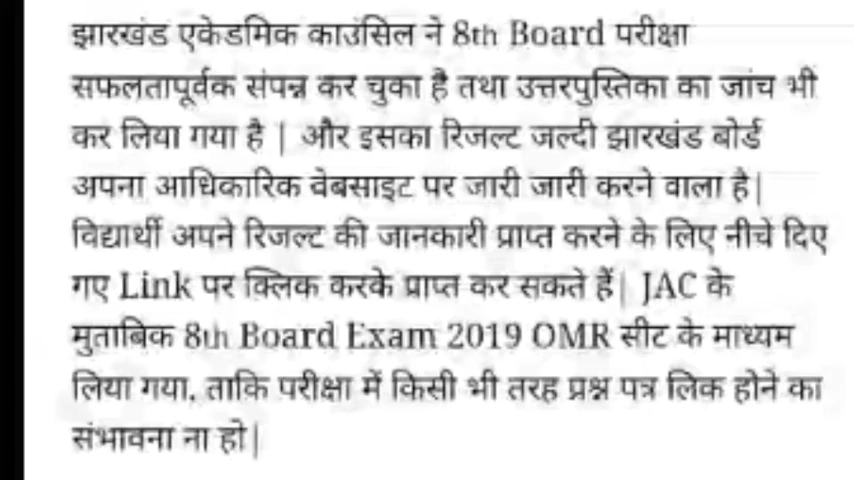 झारखंड एकेडमिक काउंसिल ने 8th Board परीक्षा
सफलतापूर्वक संपन्न कर चुका है तथा उत्तरपुस्तिका का जांच भी
कर लिया गया है | और इसका रिजल्ट जल्दी झारखंड बोर्ड
अपना आधिकारिक वेबसाइट पर जारी जारी करने वाला है|
विद्यार्थी अपने रिजल्ट की जानकारी प्राप्त करने के लिए नीचे दिए
गए Link पर क्लिक करके प्राप्त कर सकते हैं| JAC के
मुताबिक 8th Board Exam 2019 OMR सीट के माध्यम
लिया गया, ताकि परीक्षा में किसी भी तरह प्रश्न पत्र लिक होने का
संभावना ना हो|